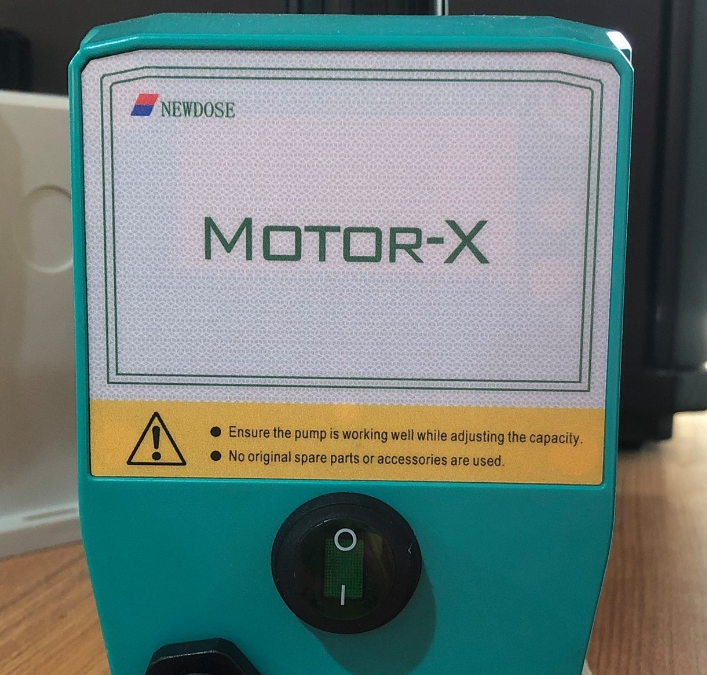 NEWDOSE
MOTOR-X
! 
● Ensure the pump is working well while adjusting the capacity.
● No original spare parts or accessories are used.
O
I